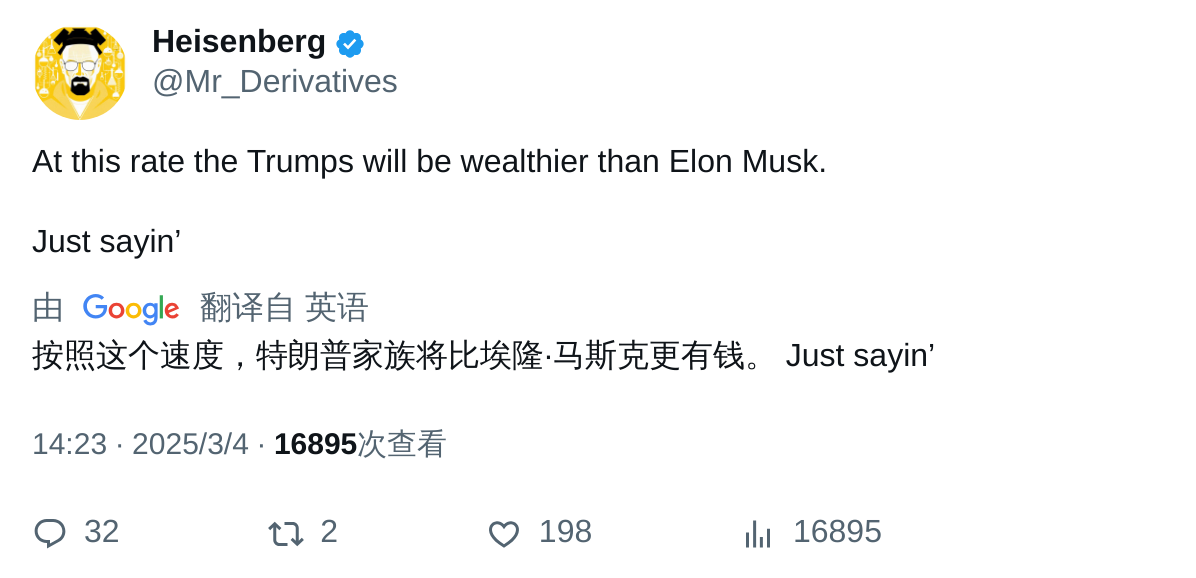 Heisenberg
@Mr_Derivatives
At this rate the Trumps will be wealthier than Elon Musk.
Just sayin’
由 Google 翻译自 英语
按照这个速度，特朗普家族将比埃隆·马斯克更有钱。 Just sayin’
14:23 · 2025/3/4 · 16895次查看
32 2 198 16895